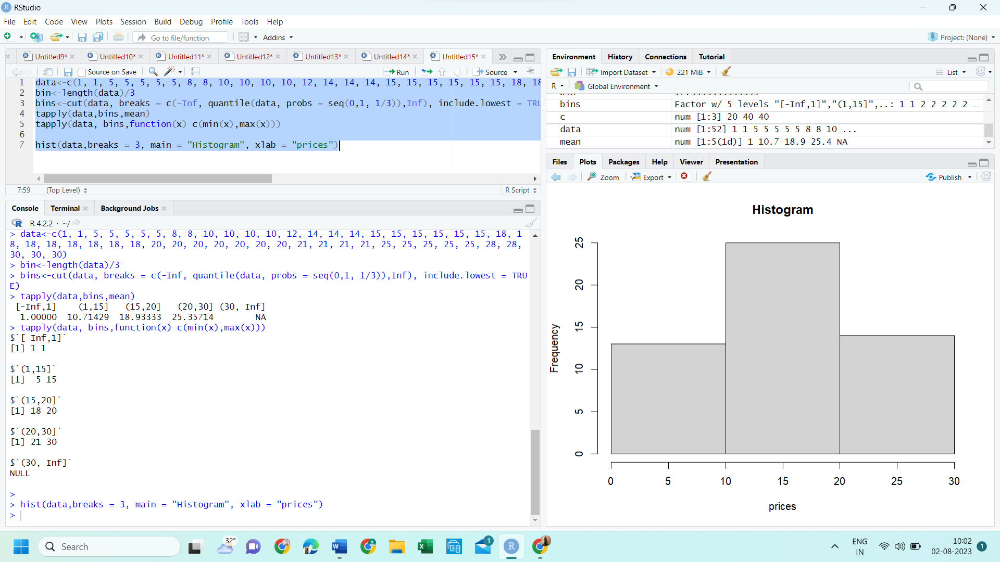 RStudio
File Edit Code View Plots Session Build Debug Profile Tools Help
Go to file/function Addins Project: (None)
Untitled9* Untitled10* Untitled11* Untitled12* Untitled13* Untitled14* Untitled15*
Source on Save Run Source
1 data<-c(1, 1, 5, 5, 5, 5, 5, 8, 8, 10, 10, 10, 10, 12, 14, 14, 14, 15, 15, 15, 15, 15, 15, 18, 18
2 bin<-length(data)/3
3 bins<-cut(data, breaks = c(-Inf, quantile(data, probs = seq(0,1, 1/3)),Inf), include.lowest = TRU
4 tapply(data,bins,mean)
5 tapply(data, bins,function(x) c(min(x),max(x)))
6
7 hist(data,breaks = 3, main = "Histogram", xlab = "prices")
7:59 (Top Level) R Script
Console Terminal Background Jobs
R 4.2.2 · ~/
> data<-c(1, 1, 5, 5, 5, 5, 5, 8, 8, 10, 10, 10, 10, 12, 14, 14, 14, 15, 15, 15, 15, 15, 15, 18, 1
8, 18, 18, 18, 18, 18, 18, 20, 20, 20, 20, 20, 20, 20, 21, 21, 21, 21, 25, 25, 25, 25, 25, 28, 28,
30, 30, 30)
> bin<-length(data)/3
> bins<-cut(data, breaks = c(-Inf, quantile(data, probs = seq(0,1, 1/3)),Inf), include.lowest = TRU
E)
> tapply(data,bins,mean)
[-Inf,1] (1,15] (15,20] (20,30] (30, Inf]
1.00000 10.71429 18.93333 25.35714 NA
> tapply(data, bins,function(x) c(min(x),max(x)))
$`[-Inf,1]`
[1] 1 1
$`(1,15]`
[1] 5 15
$`(15,20]`
[1] 18 20
$`(20,30]`
[1] 21 30
$`(30, Inf]`
NULL
>
> hist(data,breaks = 3, main = "Histogram", xlab = "prices")
>
Environment History Connections Tutorial
Import Dataset 221 MiB List
R Global Environment
bins Factor w/ 5 levels "[-Inf,1]","(1,15]",..: 1 1 2 2 2 2 2 …
c num [1:3] 20 40 40
data num [1:52] 1 1 5 5 5 5 5 8 8 10 ...
mean num [1:5(1d)] 1 10.7 18.9 25.4 NA
Files Plots Packages Help Viewer Presentation
Zoom Export Publish
Histogram
Frequency
25
20
15
10
5
0
0 5 10 15 20 25 30
prices
Search 32° 1 ENG IN 10:02 02-08-2023 1